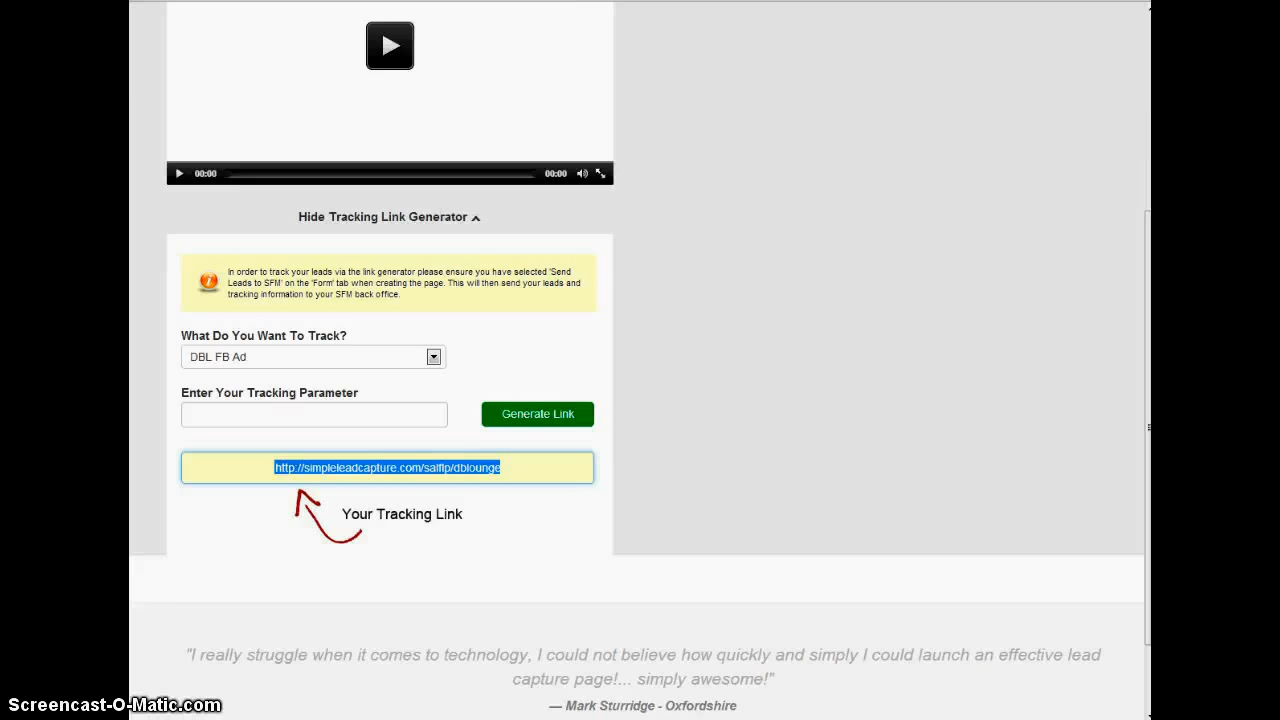 00:00
00:00
Hide Tracking Link Generator
In order to track your leads via the link generator please ensure you have selected 'Send
Leads to SFM' on the 'Form' tab when creating the page. This will then send your leads and
tracking information to your SFM back office.
What Do You Want To Track?
DBL FB Ad
Enter Your Tracking Parameter
Generate Link
http://simpleleadcapture.com/salflp/dblounge
Your Tracking Link
"I really struggle when it comes to technology, I could not believe how quickly and simply I could launch an effective lead
capture page!... simply awesome!"
— Mark Sturridge - Oxfordshire
Screencast-O-Matic.com